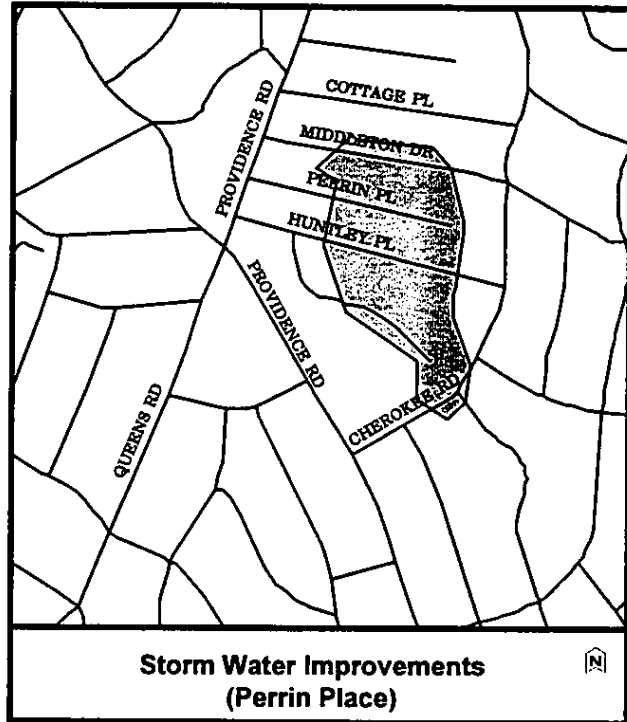 COTTAGE PL
PROVIDENCE RD
MIDDLETON DR
PERRIN PL
HUNTLEY PL
PROVIDENCE RD
QUEENS RD
CHEROKEE RD
Storm Water Improvements
(Perrin Place)
N